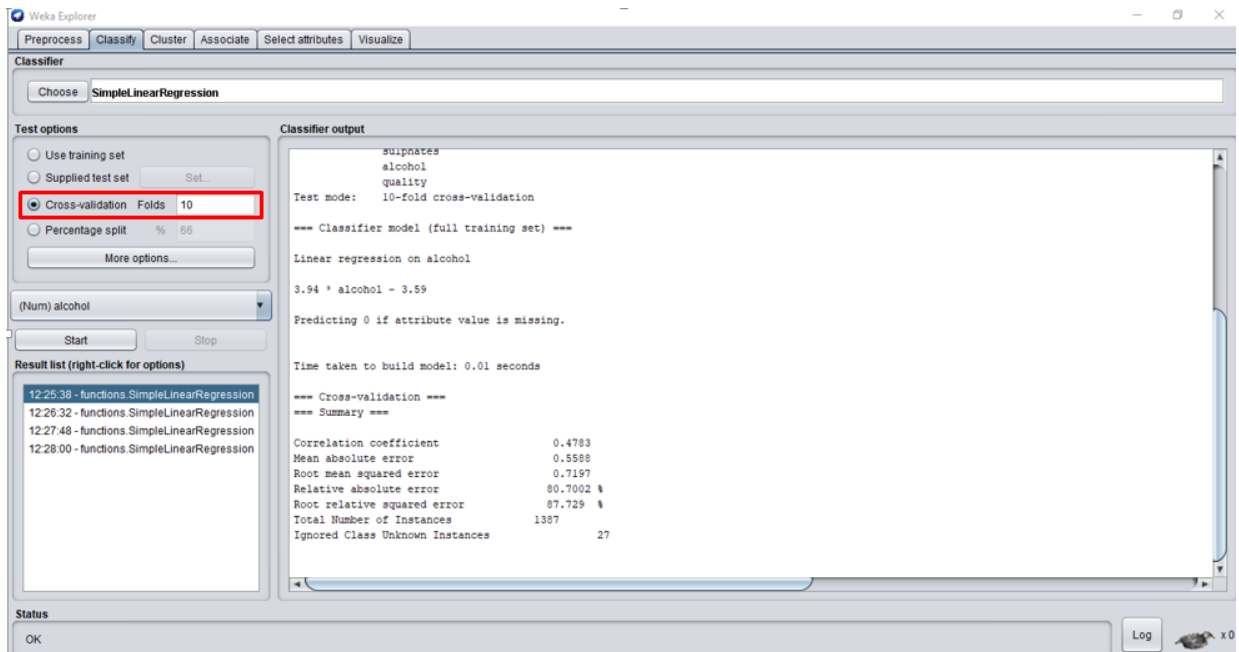 Weka Explorer
Preprocess Classify Cluster Associate Select attributes Visualize
Classifier
Choose SimpleLinearRegression
Test options
Use training set
Supplied test set Set...
Cross-validation Folds 10
Percentage split % 66
More options...
(Num) alcohol
Start Stop
Result list (right-click for options)
12:25:38 - functions.SimpleLinearRegression
12:26:32 - functions.SimpleLinearRegression
12:27:48 - functions.SimpleLinearRegression
12:28:00 - functions.SimpleLinearRegression
Classifier output
sulphates
alcohol
quality
Test mode: 10-fold cross-validation
=== Classifier model (full training set) ===
Linear regression on alcohol
3.94 * alcohol - 3.59
Predicting 0 if attribute value is missing.
Time taken to build model: 0.01 seconds
=== Cross-validation ===
=== Summary ===
Correlation coefficient 0.4783
Mean absolute error 0.5588
Root mean squared error 0.7197
Relative absolute error 80.7002 %
Root relative squared error 87.729 %
Total Number of Instances 1387
Ignored Class Unknown Instances 27
Status
OK
Log
x 0